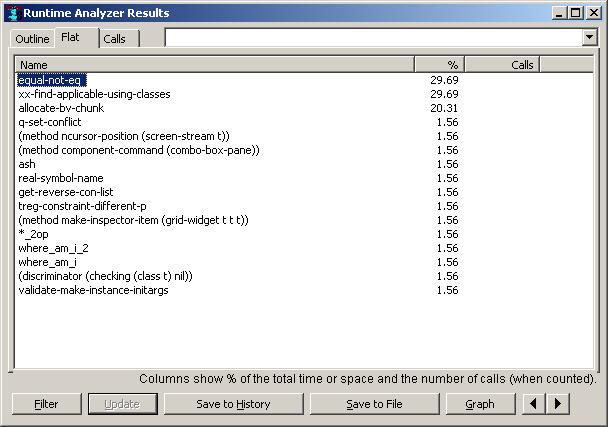 Runtime Analyzer Results
Outline Flat Calls
Name % Calls
equal-not-eq 29.69
xx-find-applicable-using-classes 29.69
allocate-bv-chunk 20.31
q-set-conflict 1.56
(method ncursor-position (screen-stream t)) 1.56
(method component-command (combo-box-pane)) 1.56
ash 1.56
real-symbol-name 1.56
get-reverse-con-list 1.56
treg-constraint-different-p 1.56
(method make-inspector-item (grid-widget t t t)) 1.56
*_2op 1.56
where_am_i_2 1.56
where_am_i 1.56
(discriminator (checking (class t) nil)) 1.56
validate-make-instance-initargs 1.56
Columns show % of the total time or space and the number of calls (when counted).
Filter Update Save to History Save to File Graph